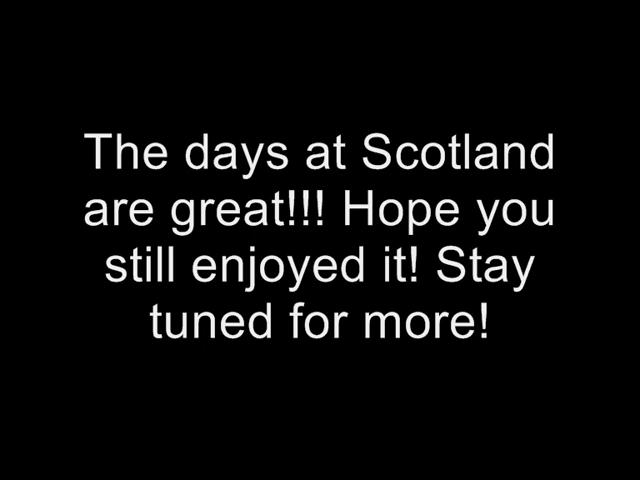 The days at Scotland
are great!!! Hope you
still enjoyed it! Stay
tuned for more!